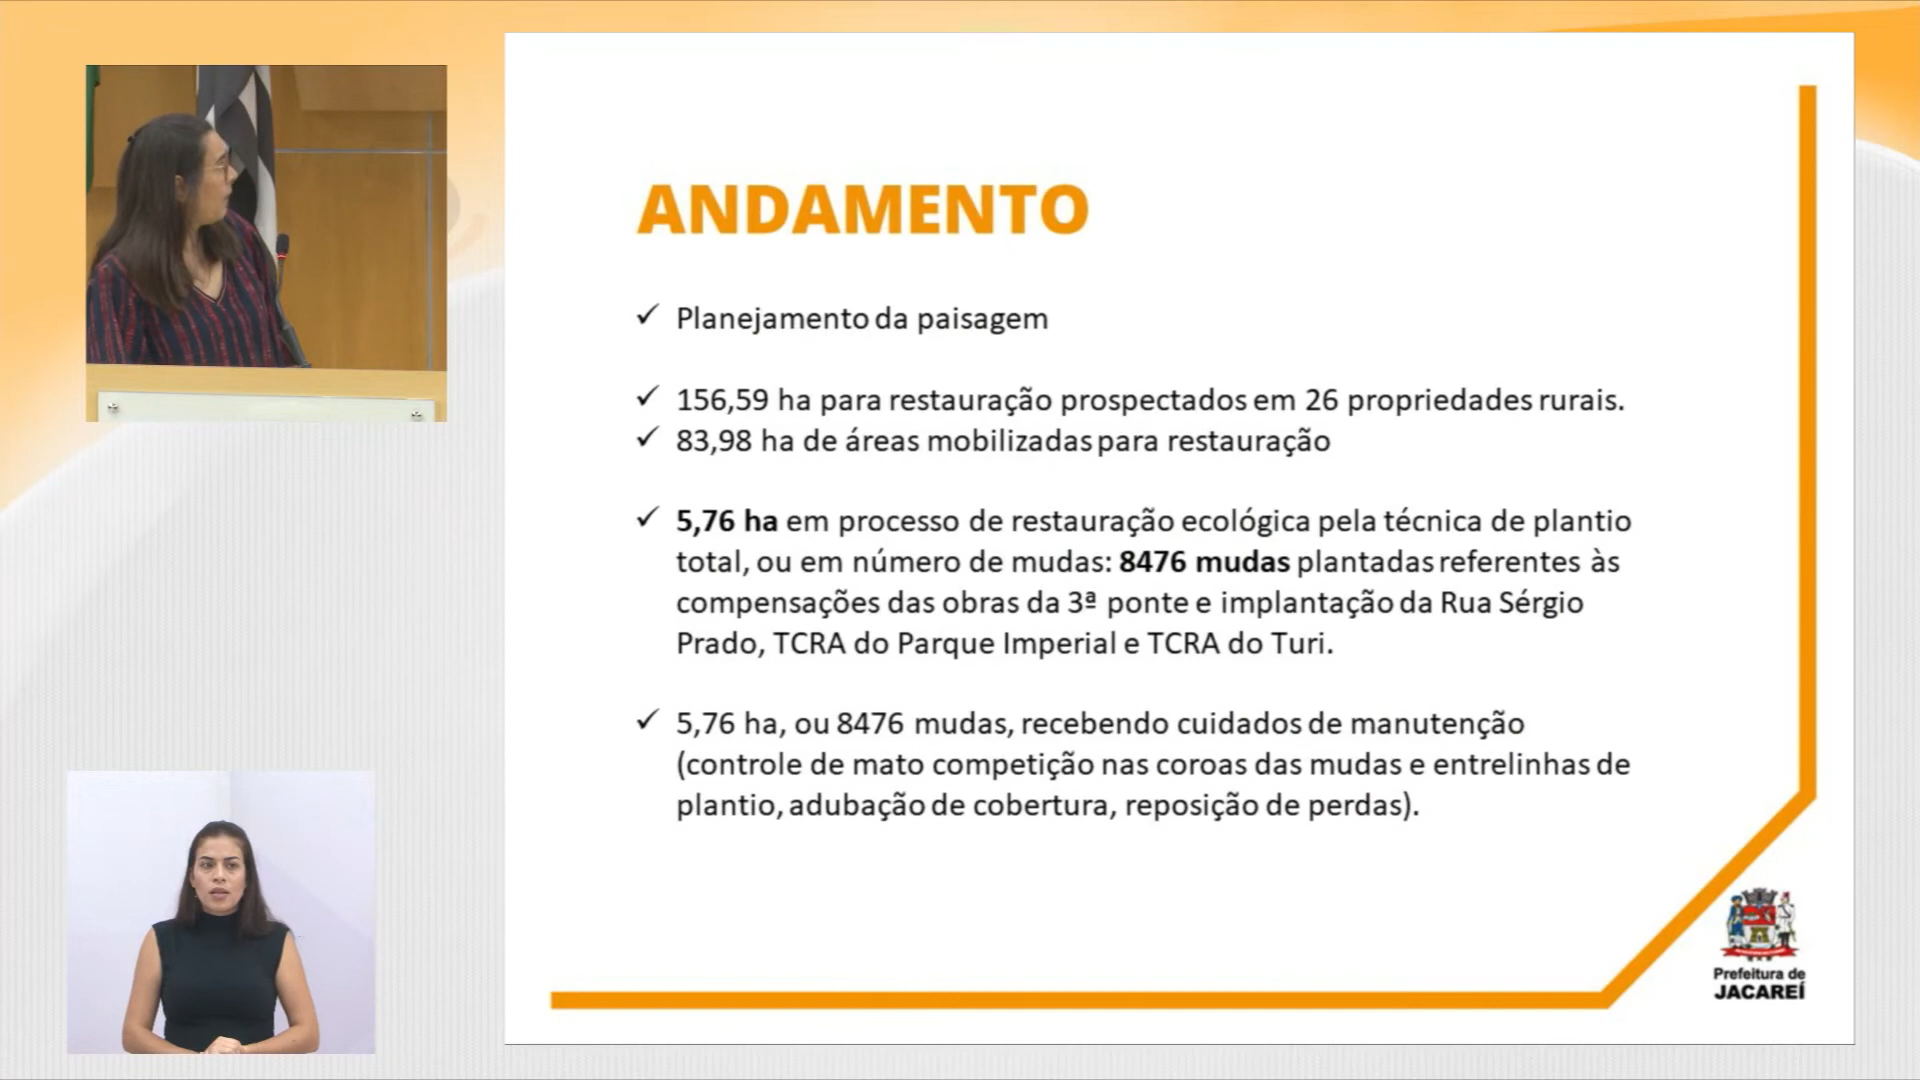 ANDAMENTO
✓ Planejamento da paisagem
✓ 156,59 ha para restauração prospectados em 26 propriedades rurais.
✓ 83,98 ha de áreas mobilizadas para restauração
✓ 5,76 ha em processo de restauração ecológica pela técnica de plantio
total, ou em número de mudas: 8476 mudas plantadas referentes às
compensações das obras da 3ª ponte e implantação da Rua Sérgio
Prado, TCRA do Parque Imperial e TCRA do Turi.
✓ 5,76 ha, ou 8476 mudas, recebendo cuidados de manutenção
(controle de mato competição nas coroas das mudas e entrelinhas de
plantio, adubação de cobertura, reposição de perdas).
Prefeitura de
JACAREÍ